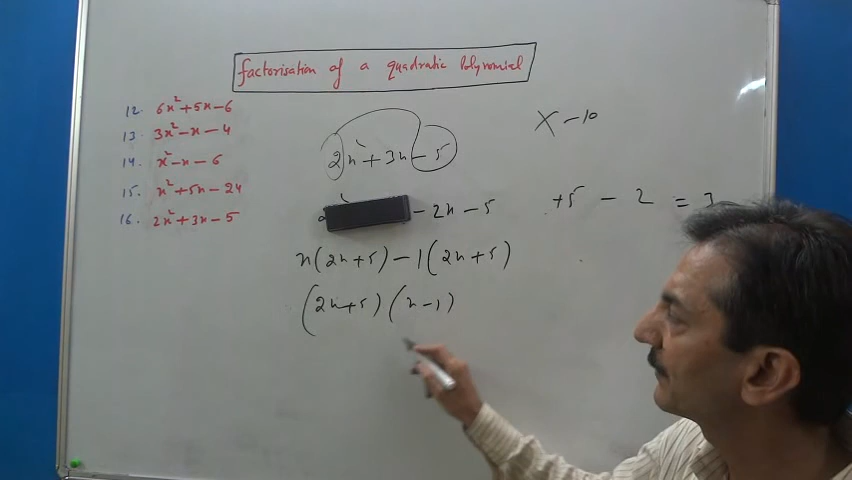 factorisation of a quadratic Polynomial
12. 6x²+5x-6
13. 3x²-x-4
14. x²-x-6
15. x²+5x-24
16. 2x²+3x-5
2x²+3x-5
X-10
-2x-5
+5-2=3
x(2x+5)-1(2x+5)
(2x+5)(x-1)